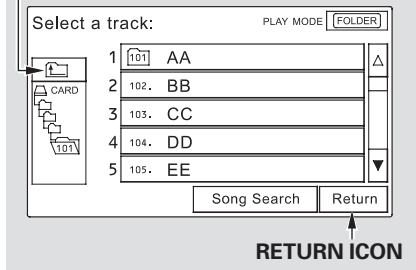 Select a track: PLAY MODE FOLDER
1 101 AA
CARD
2 102. BB
3 103. CC
4 104. DD
101
5 105. EE
Song Search Return
RETURN ICON